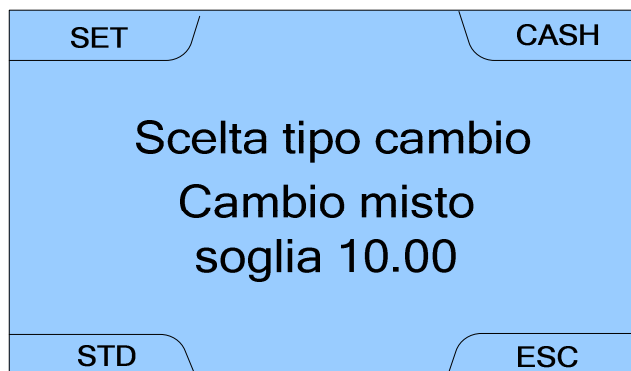 SET
CASH
Scelta tipo cambio
Cambio misto
soglia 10.00
STD
ESC